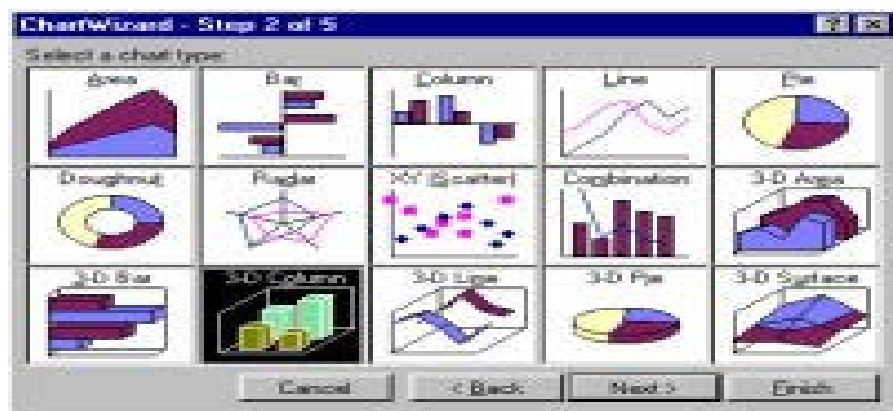 ChartWizard - Step 2 of 5
Select a chart type:
Area Bar Column Line Pie
Doughnut Radar XY (Scatter) Combination 3-D Area
3-D Bar 3-D Column 3-D Line 3-D Pie 3-D Surface
Cancel < Back Next > Finish